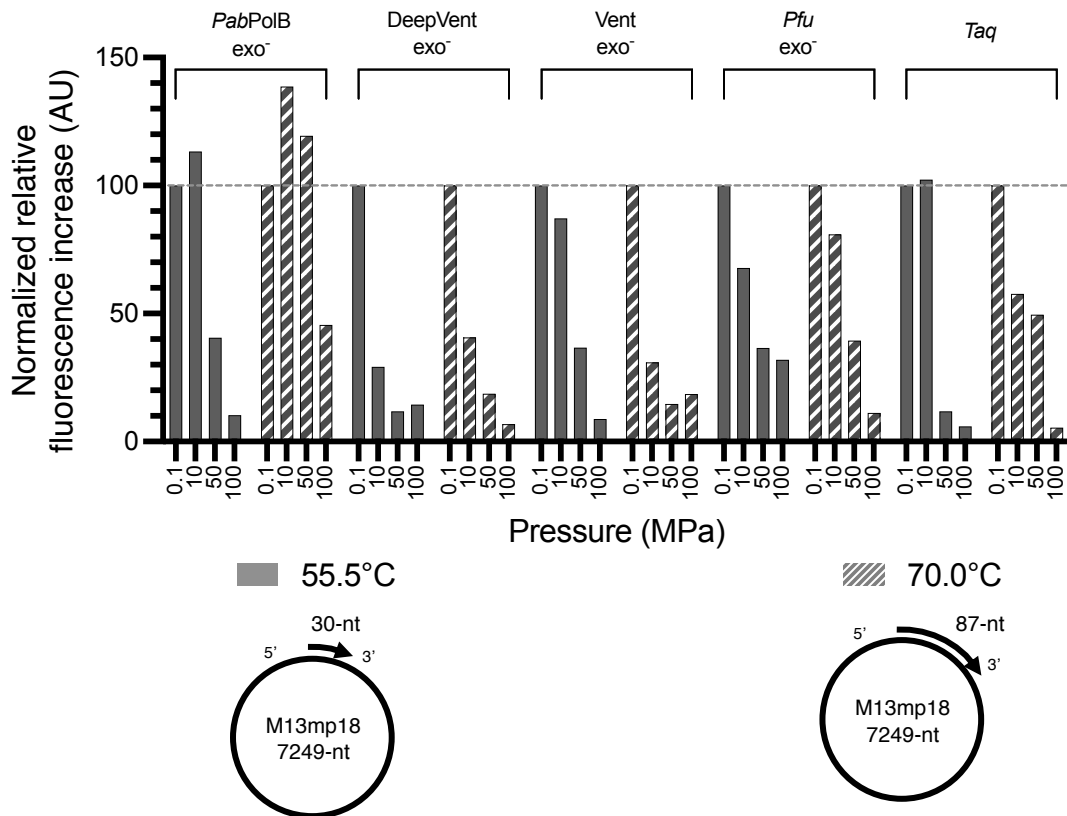 PabPolB
exo⁻
DeepVent
exo⁻
Vent
exo⁻
Pfu
exo⁻
Taq
Normalized relative
fluorescence increase (AU)
150
100
50
0
0.1 10 50 100 0.1 10 50 100 0.1 10 50 100 0.1 10 50 100 0.1 10 50 100 0.1 10 50 100 0.1 10 50 100 0.1 10 50 100 0.1 10 50 100 0.1 10 50 100
Pressure (MPa)
55.5°C
70.0°C
30-nt
5’
3’
M13mp18
7249-nt
87-nt
5’
3’
M13mp18
7249-nt